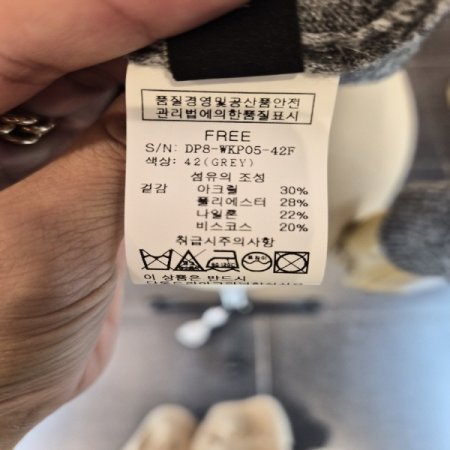 품질경영및공산품안전
관리법에의한품질표시
FREE
S/N: DP8-WKP05-42F
색상: 42(GREY)
섬유의 조성
겉감 아크릴 30%
폴리에스터 28%
나일론 22%
비스코스 20%
취급시주의사항
이 상품은 반드시